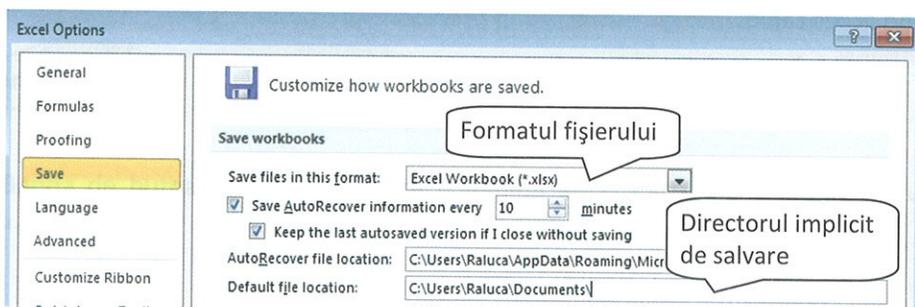 Excel Options
General
Formulas
Proofing
Save
Language
Advanced
Customize Ribbon
Customize how workbooks are saved.
Save workbooks
Formatul fişierului
Save files in this format: Excel Workbook (*.xlsx)
Save AutoRecover information every 10 minutes
Keep the last autosaved version if I close without saving
AutoRecover file location: C:\Users\Raluca\AppData\Roaming\Micr
Default file location: C:\Users\Raluca\Documents\
Directorul implicit
de salvare